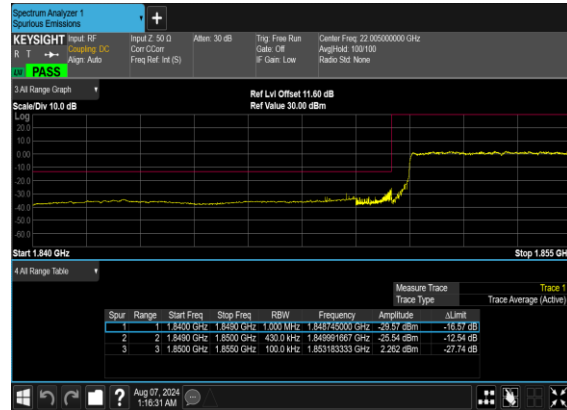 Spectrum Analyzer 1
Spurious Emissions
KEYSIGHT Input: RF Input Z: 50 Ω Atten: 30 dB Trig: Free Run Center Freq: 22.005000000 GHz
R T Coupling: DC Corr CCorr Gate: Off Avg|Hold: 100/100
Align: Auto Freq Ref: Int (S) IF Gain: Low Radio Std: None
PASS
3 All Range Graph Ref Lvl Offset 11.60 dB
Scale/Div 10.0 dB Ref Value 30.00 dBm
Log
20.0
10.0
0.00
-10.0
-20.0
-30.0
-40.0
-50.0
-60.0
Start 1.840 GHz Stop 1.855 GH
4 All Range Table
Measure Trace Trace 1
Trace Type Trace Average (Active)
Spur Range Start Freq Stop Freq RBW Frequency Amplitude ΔLimit
1 1 1.8400 GHz 1.8490 GHz 1.000 MHz 1.848745000 GHz -29.57 dBm -16.57 dB
2 2 1.8490 GHz 1.8500 GHz 430.0 kHz 1.849991667 GHz -25.54 dBm -12.54 dB
3 3 1.8500 GHz 1.8550 GHz 100.0 kHz 1.853183333 GHz 2.262 dBm -27.74 dB
? Aug 07, 2024
1:16:31 AM